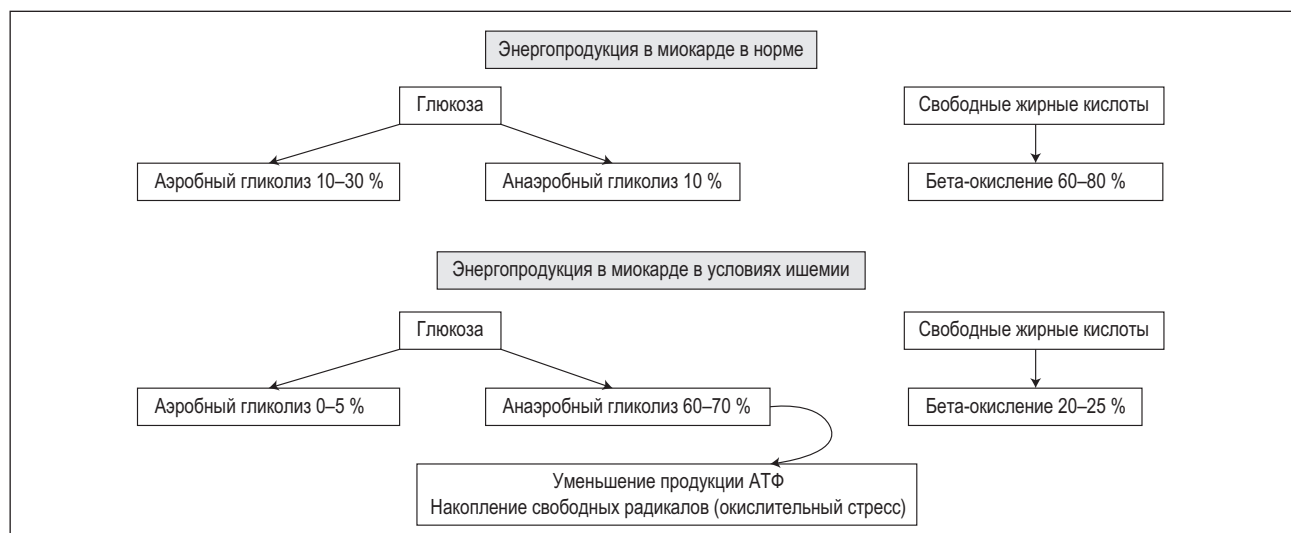 Энергопродукция в миокарде в норме
Глюкоза
Свободные жирные кислоты
Аэробный гликолиз 10–30 %
Анаэробный гликолиз 10 %
Бета-окисление 60–80 %
Энергопродукция в миокарде в условиях ишемии
Глюкоза
Свободные жирные кислоты
Аэробный гликолиз 0–5 %
Анаэробный гликолиз 60–70 %
Бета-окисление 20–25 %
Уменьшение продукции АТФ
Накопление свободных радикалов (окислительный стресс)